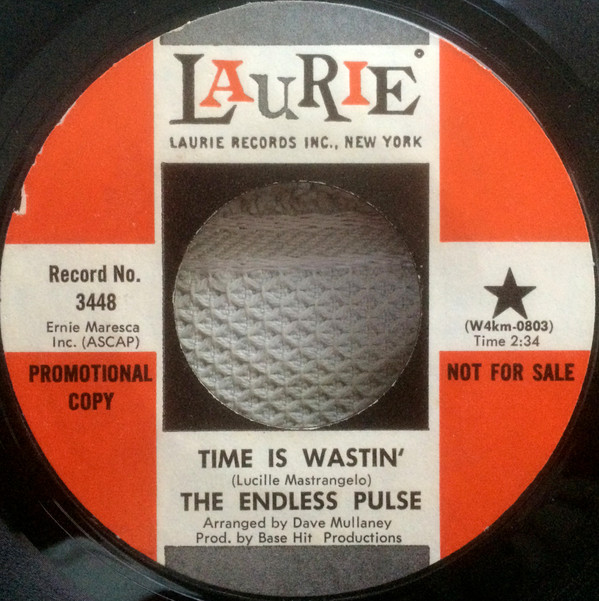 LAURIE®
LAURIE RECORDS INC., NEW YORK
Record No.
3448
Ernie Maresca
Inc. (ASCAP)
PROMOTIONAL
COPY
★
(W4km-0803)
Time 2:34
NOT FOR SALE
TIME IS WASTIN'
(Lucille Mastrangelo)
THE ENDLESS PULSE
Arranged by Dave Mullaney
Prod. by Base Hit Productions